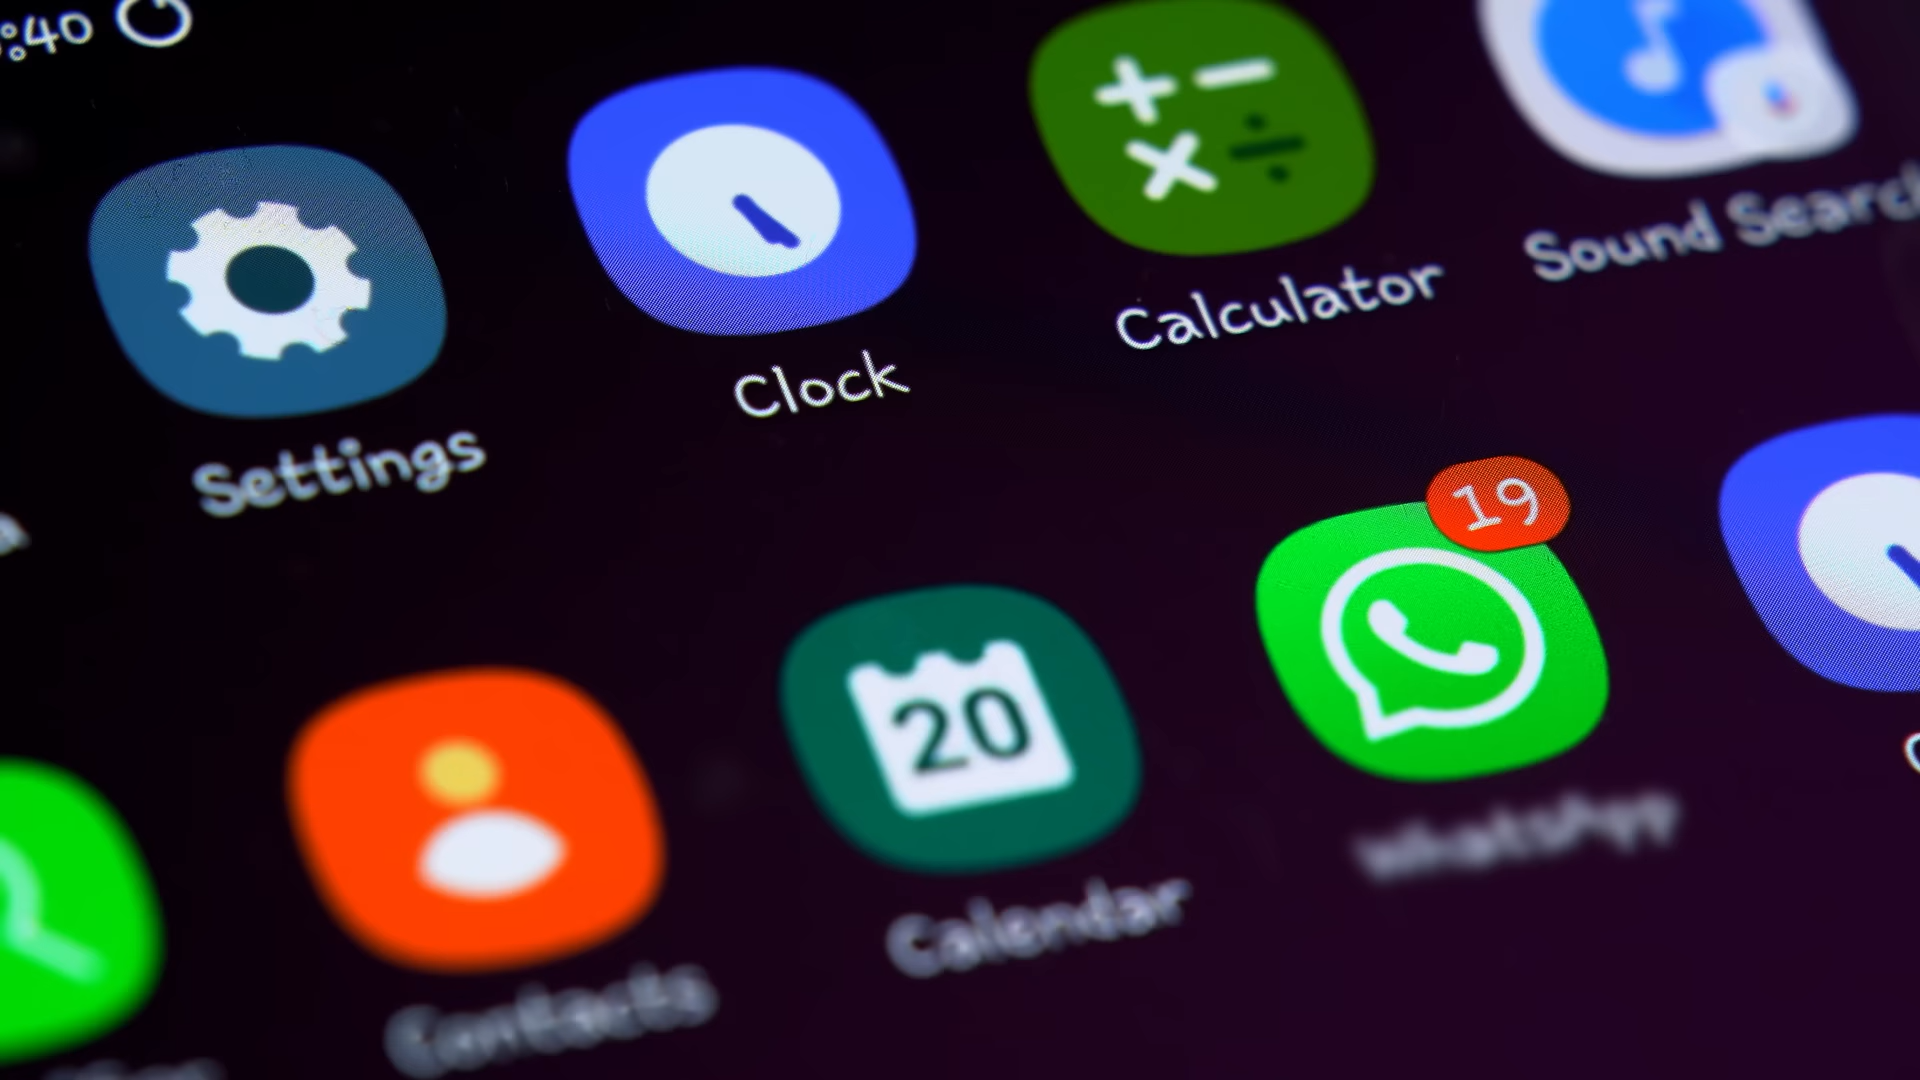 :40
Settings
Clock
Calculator
Sound Search
19
20
Contacts
Calendar
WhatsApp